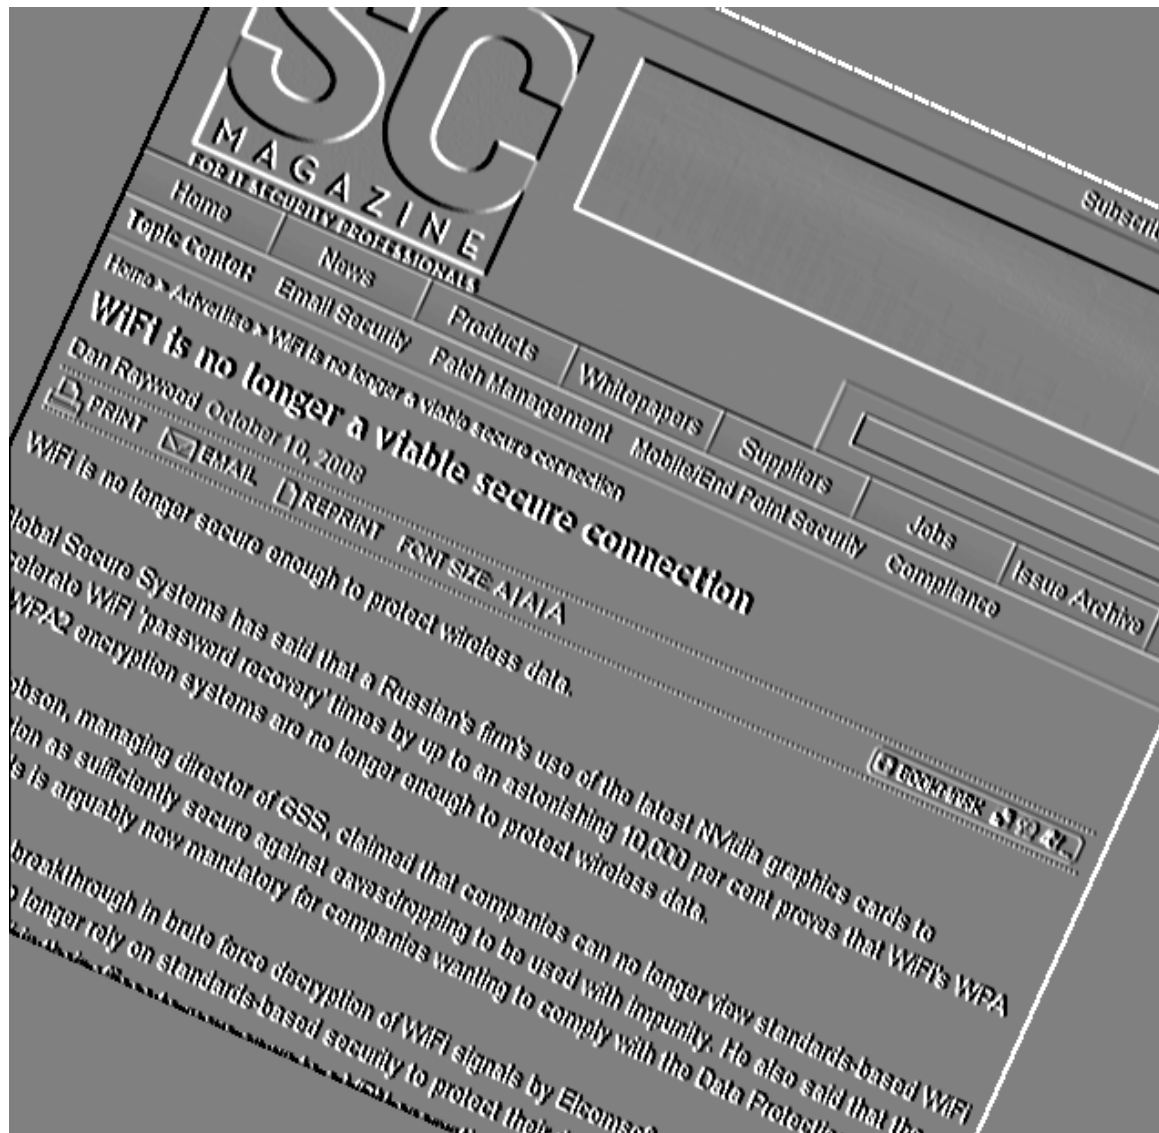 SC
MAGAZINE
FOR IT SECURITY PROFESSIONALS
Subscrib
Home News Products Whitepapers Suppliers Jobs Issue Archive
Topic Center: Email Security Patch Management Mobile/End Point Security Compliance
Home > Advertise > WiFi is no longer a viable secure connection
WiFi is no longer a viable secure connection
Dan Raywood October 10, 2008
PRINT EMAIL REPRINT FONT SIZE: A|A|A
BOOKMARK
WiFi is no longer secure enough to protect wireless data.
lobal Secure Systems has said that a Russian's firm's use of the latest NVidia graphics cards to
celerate WiFi 'password recovery' times by up to an astonishing 10,000 per cent proves that WiFi's WPA
WPA2 encryption systems are no longer enough to protect wireless data.
obson, managing director of GSS, claimed that companies can no longer view standards-based WiFi
ion as sufficiently secure against eavesdropping to be used with impunity. He also said that the
is arguably now mandatory for companies wanting to comply with the Data Protection
breakthrough in brute force decryption of WiFi signals by Elcomsof
longer rely on standards-based security to protect their